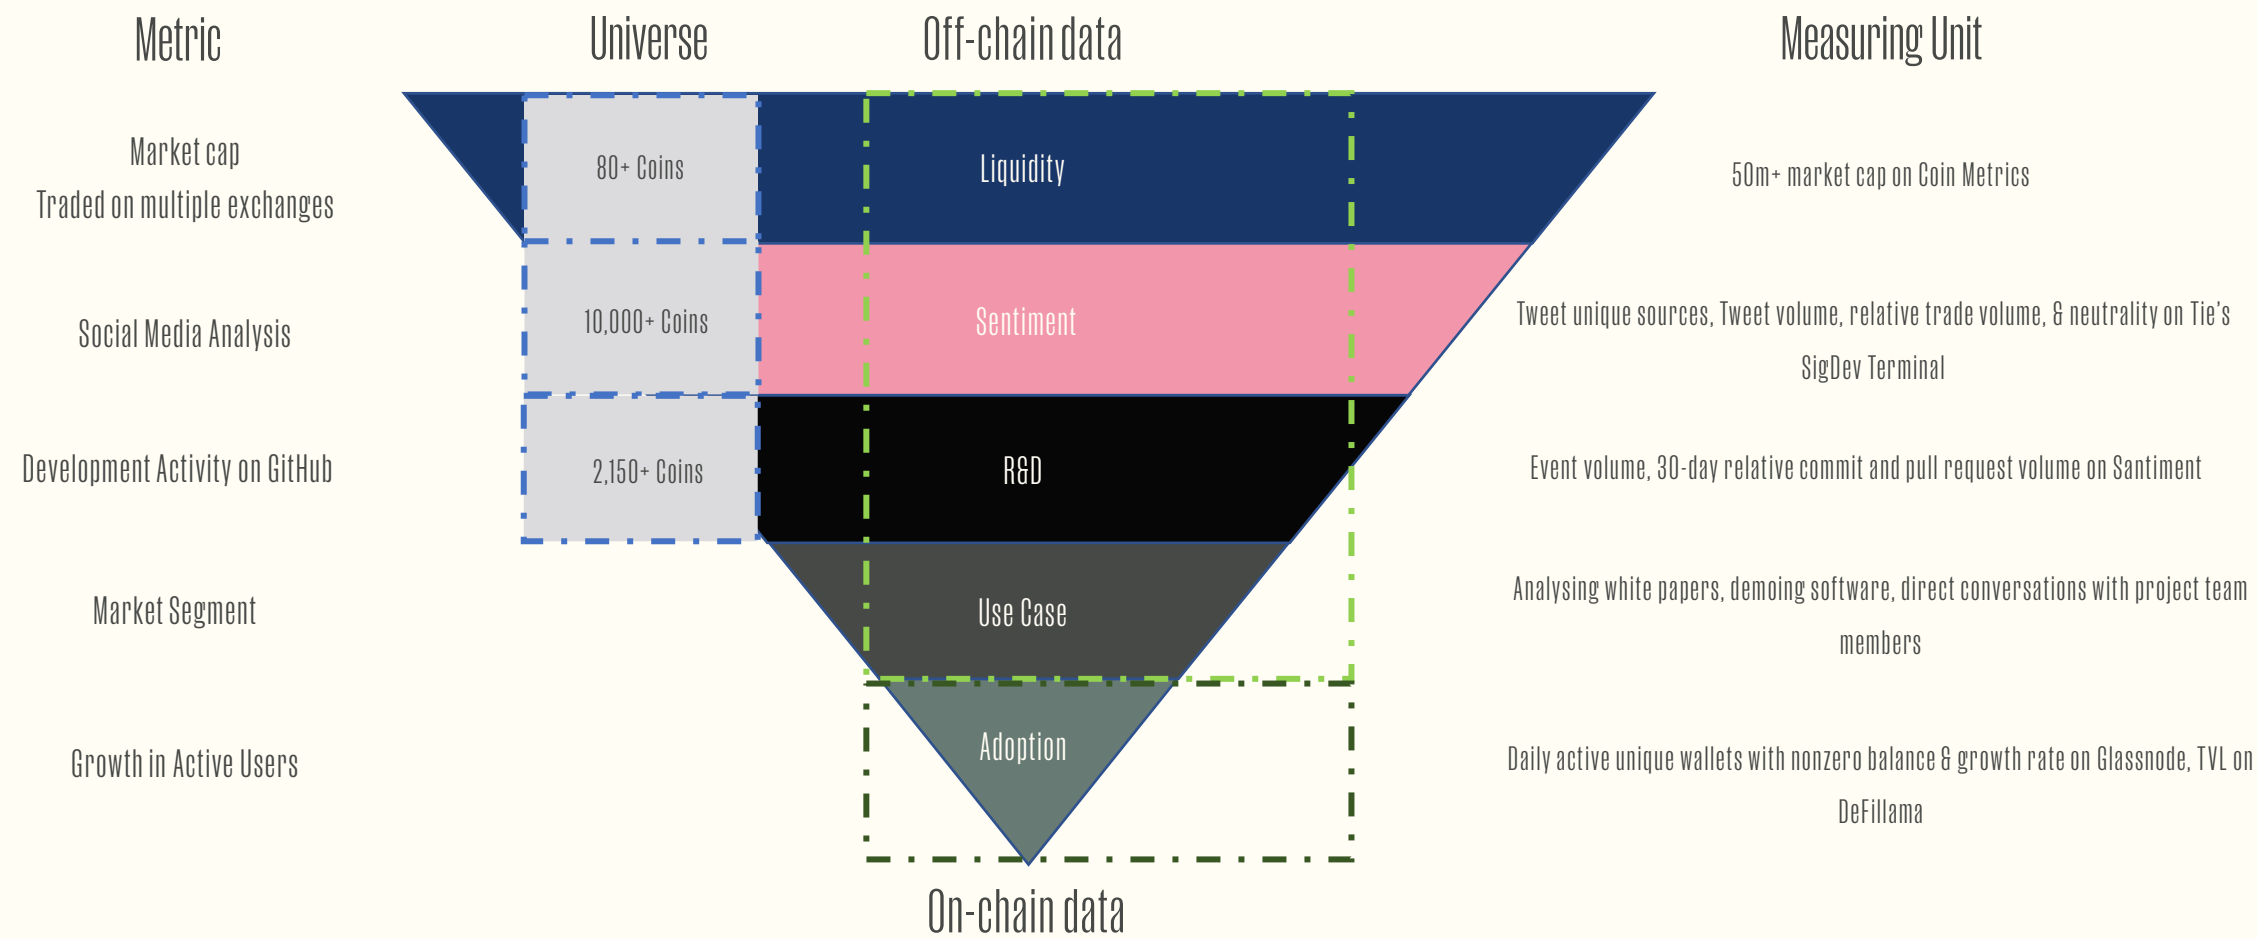 Metric
Universe
Off-chain data
Measuring Unit
Market cap
Traded on multiple exchanges
80+ Coins
Liquidity
50m+ market cap on Coin Metrics
Social Media Analysis
10,000+ Coins
Sentiment
Tweet unique sources, Tweet volume, relative trade volume, & neutrality on Tie's
SigDev Terminal
Development Activity on GitHub
2,150+ Coins
R&D
Event volume, 30-day relative commit and pull request volume on Santiment
Market Segment
Use Case
Analysing white papers, demoing software, direct conversations with project team
members
Growth in Active Users
Adoption
Daily active unique wallets with nonzero balance & growth rate on Glassnode, TVL on
DeFillama
On-chain data